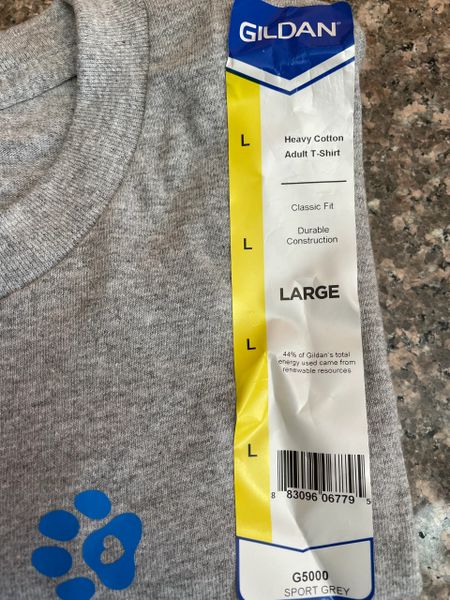 GILDAN®
L
Heavy Cotton
Adult T-Shirt
Classic Fit
Durable
Construction
L
LARGE
L
44% of Gildan's total
energy used came from
renewable resources
L
8 83096 06779 5
G5000
SPORT GREY